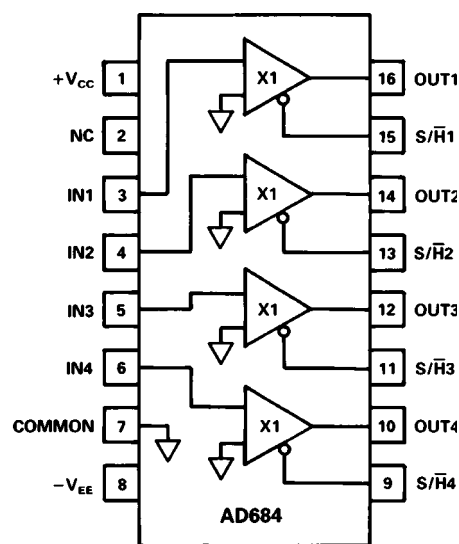 +VCC 1 X1 16 OUT1
NC 2 15 S/H̅1
IN1 3 X1 14 OUT2
IN2 4 13 S/H̅2
IN3 5 X1 12 OUT3
11 S/H̅3
IN4 6
COMMON 7 X1 10 OUT4
−VEE 8 9 S/H̅4
AD684